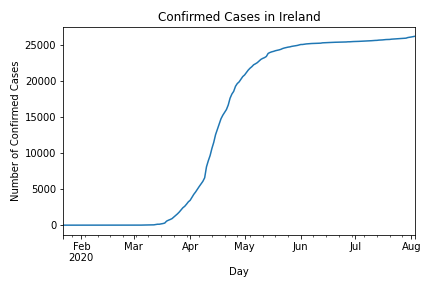 Confirmed Cases in Ireland
Number of Confirmed Cases
25000
20000
15000
10000
5000
0
Feb Mar Apr May Jun Jul Aug
2020
Day